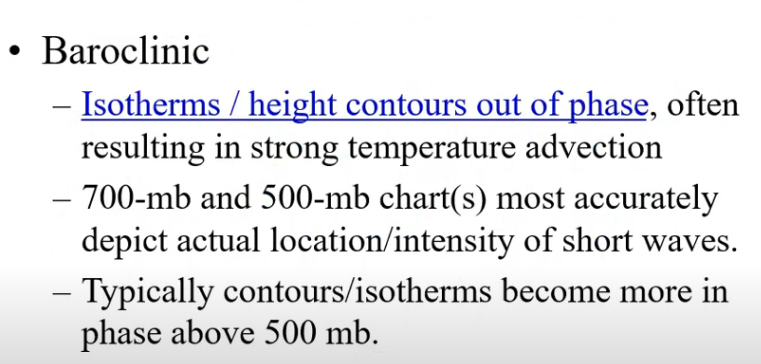 • Baroclinic
– Isotherms / height contours out of phase, often
resulting in strong temperature advection
– 700-mb and 500-mb chart(s) most accurately
depict actual location/intensity of short waves.
– Typically contours/isotherms become more in
phase above 500 mb.